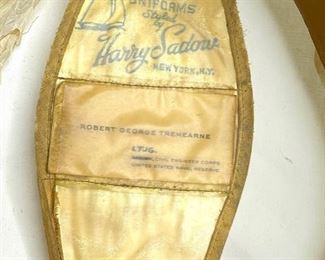 UNIFORMS
Styled
by
Harry Sadow
NEW YORK, N.Y.
ROBERT GEORGE TREHEARNE
LTJG.
CIVIL ENGINEER CORPS
UNITED STATES NAVAL RESERVE